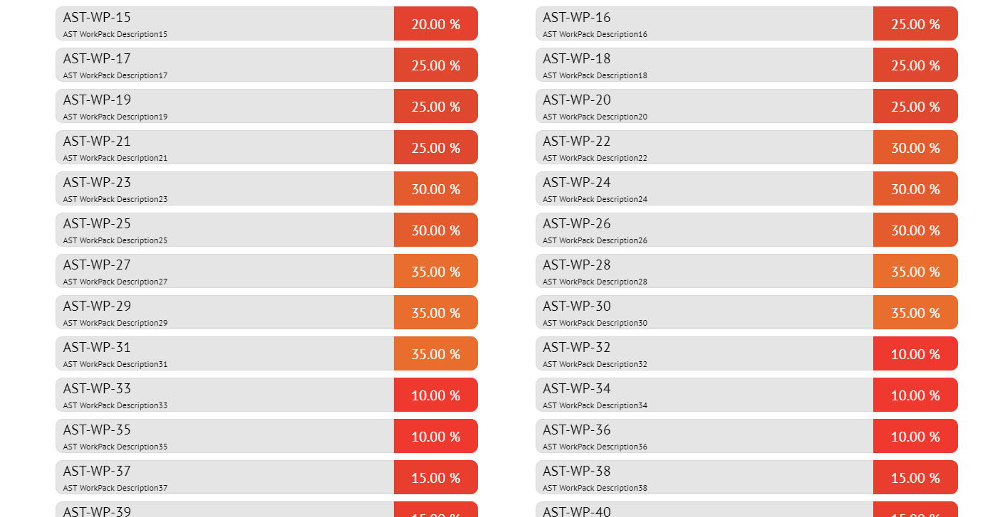 AST-WP-15
AST WorkPack Description15
20.00 %
AST-WP-16
AST WorkPack Description16
25.00 %
AST-WP-17
AST WorkPack Description17
25.00 %
AST-WP-18
AST WorkPack Description18
25.00 %
AST-WP-19
AST WorkPack Description19
25.00 %
AST-WP-20
AST WorkPack Description20
25.00 %
AST-WP-21
AST WorkPack Description21
25.00 %
AST-WP-22
AST WorkPack Description22
30.00 %
AST-WP-23
AST WorkPack Description23
30.00 %
AST-WP-24
AST WorkPack Description24
30.00 %
AST-WP-25
AST WorkPack Description25
30.00 %
AST-WP-26
AST WorkPack Description26
30.00 %
AST-WP-27
AST WorkPack Description27
35.00 %
AST-WP-28
AST WorkPack Description28
35.00 %
AST-WP-29
AST WorkPack Description29
35.00 %
AST-WP-30
AST WorkPack Description30
35.00 %
AST-WP-31
AST WorkPack Description31
35.00 %
AST-WP-32
AST WorkPack Description32
10.00 %
AST-WP-33
AST WorkPack Description33
10.00 %
AST-WP-34
AST WorkPack Description34
10.00 %
AST-WP-35
AST WorkPack Description35
10.00 %
AST-WP-36
AST WorkPack Description36
10.00 %
AST-WP-37
AST WorkPack Description37
15.00 %
AST-WP-38
AST WorkPack Description38
15.00 %
AST-WP-39
15.00 %
AST-WP-40
15.00 %